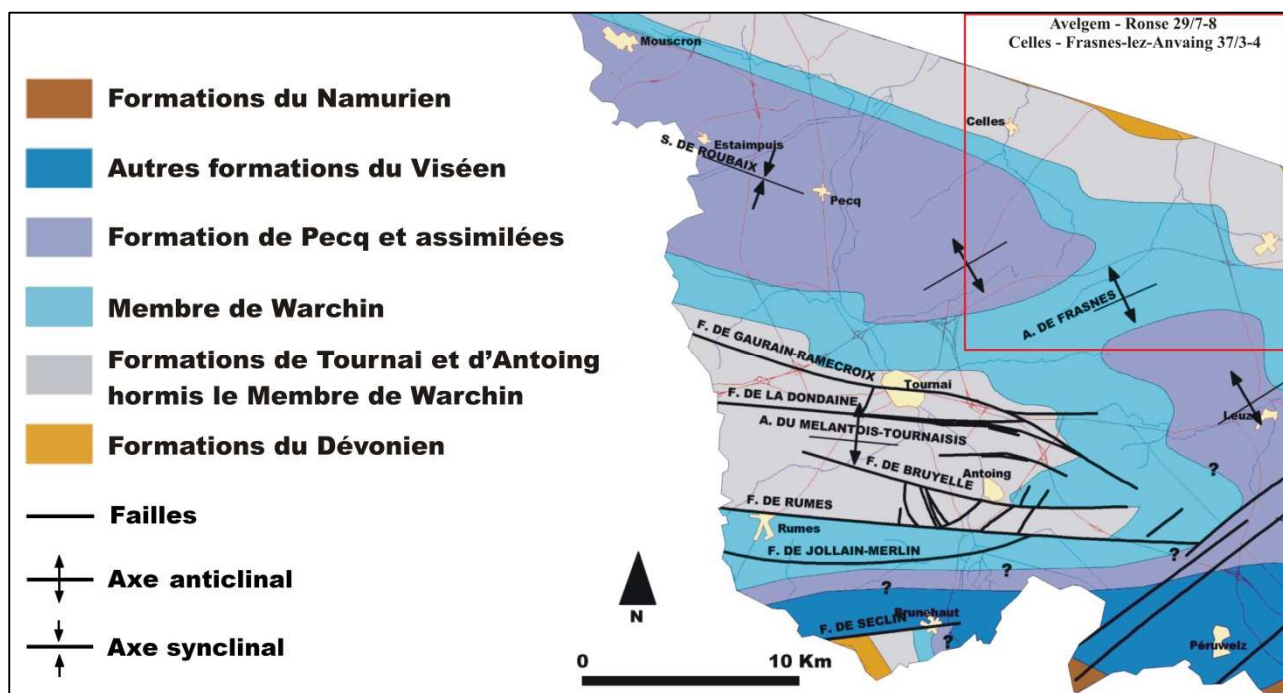 Avelgem - Ronse 29/7-8
Celles - Frasnes-lez-Anvaing 37/3-4
Formations du Namurien
Autres formations du Viséen
Formation de Pecq et assimilées
Membre de Warchin
Formations de Tournai et d'Antoing
hormis le Membre de Warchin
Formations du Dévonien
Failles
Axe anticlinal
Axe synclinal
Mouscron
Celles
Estaimpuis
S. DE ROUBAIX
Pecq
A. DE FRASNES
F. DE GAURAIN-RAMECROIX
Tournai
F. DE LA DONDAINE
Leuze
A. DU MELANTOIS-TOURNAISIS
F. DE BRUYELLE
Antoing
?
F. DE RUMES
Rumes
F. DE JOLLAIN-MERLIN
?
?
?
Brunehaut
F. DE SECLIN
?
Péruwelz
N
0 10 Km